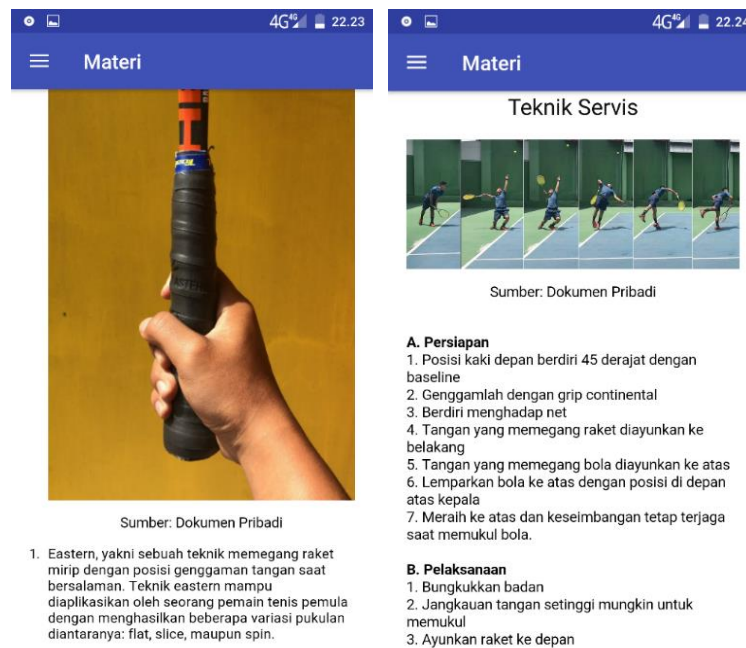 4G 4G 22.23
Materi
Sumber: Dokumen Pribadi
1. Eastern, yakni sebuah teknik memegang raket
mirip dengan posisi genggaman tangan saat
bersalaman. Teknik eastern mampu
diaplikasikan oleh seorang pemain tenis pemula
dengan menghasilkan beberapa variasi pukulan
diantaranya: flat, slice, maupun spin.
4G 4G 22.24
Materi
Teknik Servis
Sumber: Dokumen Pribadi
A. Persiapan
1. Posisi kaki depan berdiri 45 derajat dengan
baseline
2. Genggamlah dengan grip continental
3. Berdiri menghadap net
4. Tangan yang memegang raket diayunkan ke
belakang
5. Tangan yang memegang bola diayunkan ke atas
6. Lemparkan bola ke atas dengan posisi di depan
atas kepala
7. Meraih ke atas dan keseimbangan tetap terjaga
saat memukul bola.
B. Pelaksanaan
1. Bungkukkan badan
2. Jangkauan tangan setinggi mungkin untuk
memukul
3. Ayunkan raket ke depan